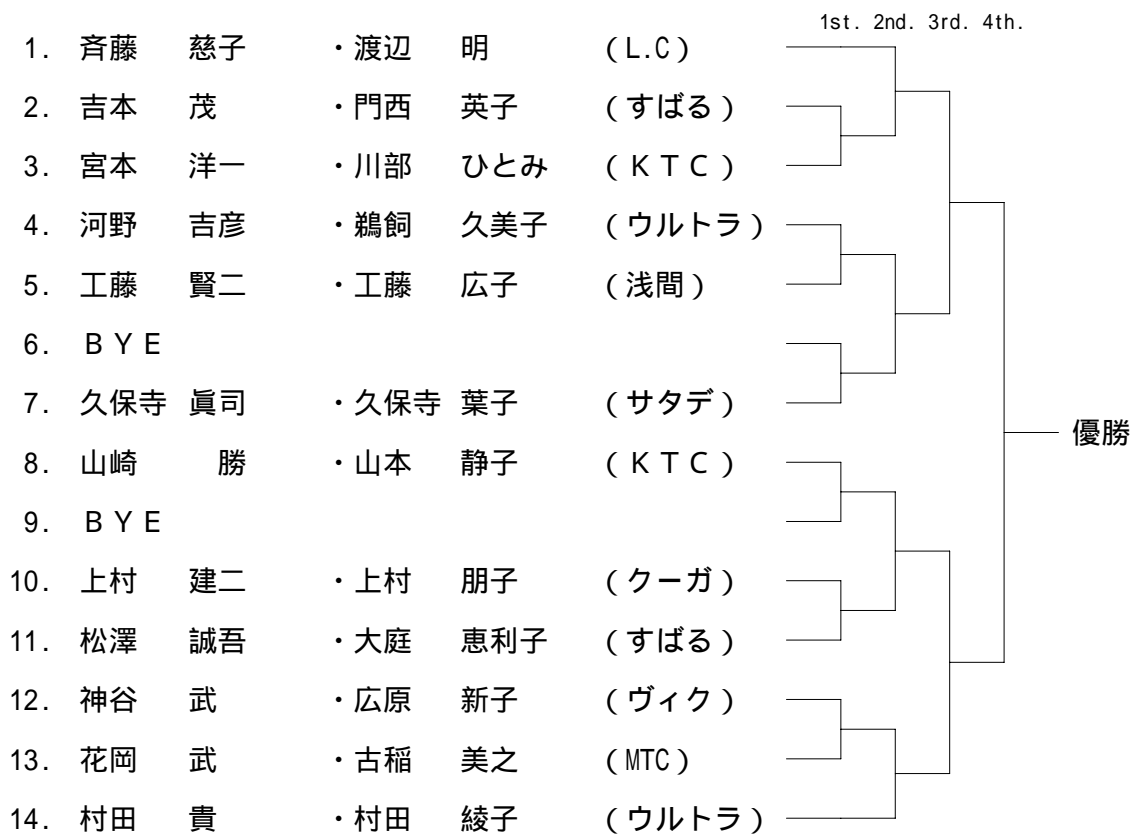 1st. 2nd. 3rd. 4th.
1. 斉藤 慈子 ・渡辺 明 (L.C)
2. 吉本 茂 ・門西 英子 (すばる)
3. 宮本 洋一 ・川部 ひとみ (KTC)
4. 河野 吉彦 ・鵜飼 久美子 (ウルトラ)
5. 工藤 賢二 ・工藤 広子 (浅間)
6. BYE
7. 久保寺 眞司 ・久保寺 葉子 (サタデ)
優勝
8. 山崎 勝 ・山本 静子 (KTC)
9. BYE
10. 上村 建二 ・上村 朋子 (クーガ)
11. 松澤 誠吾 ・大庭 恵利子 (すばる)
12. 神谷 武 ・広原 新子 (ヴィク)
13. 花岡 武 ・古稲 美之 (MTC)
14. 村田 貴 ・村田 綾子 (ウルトラ)